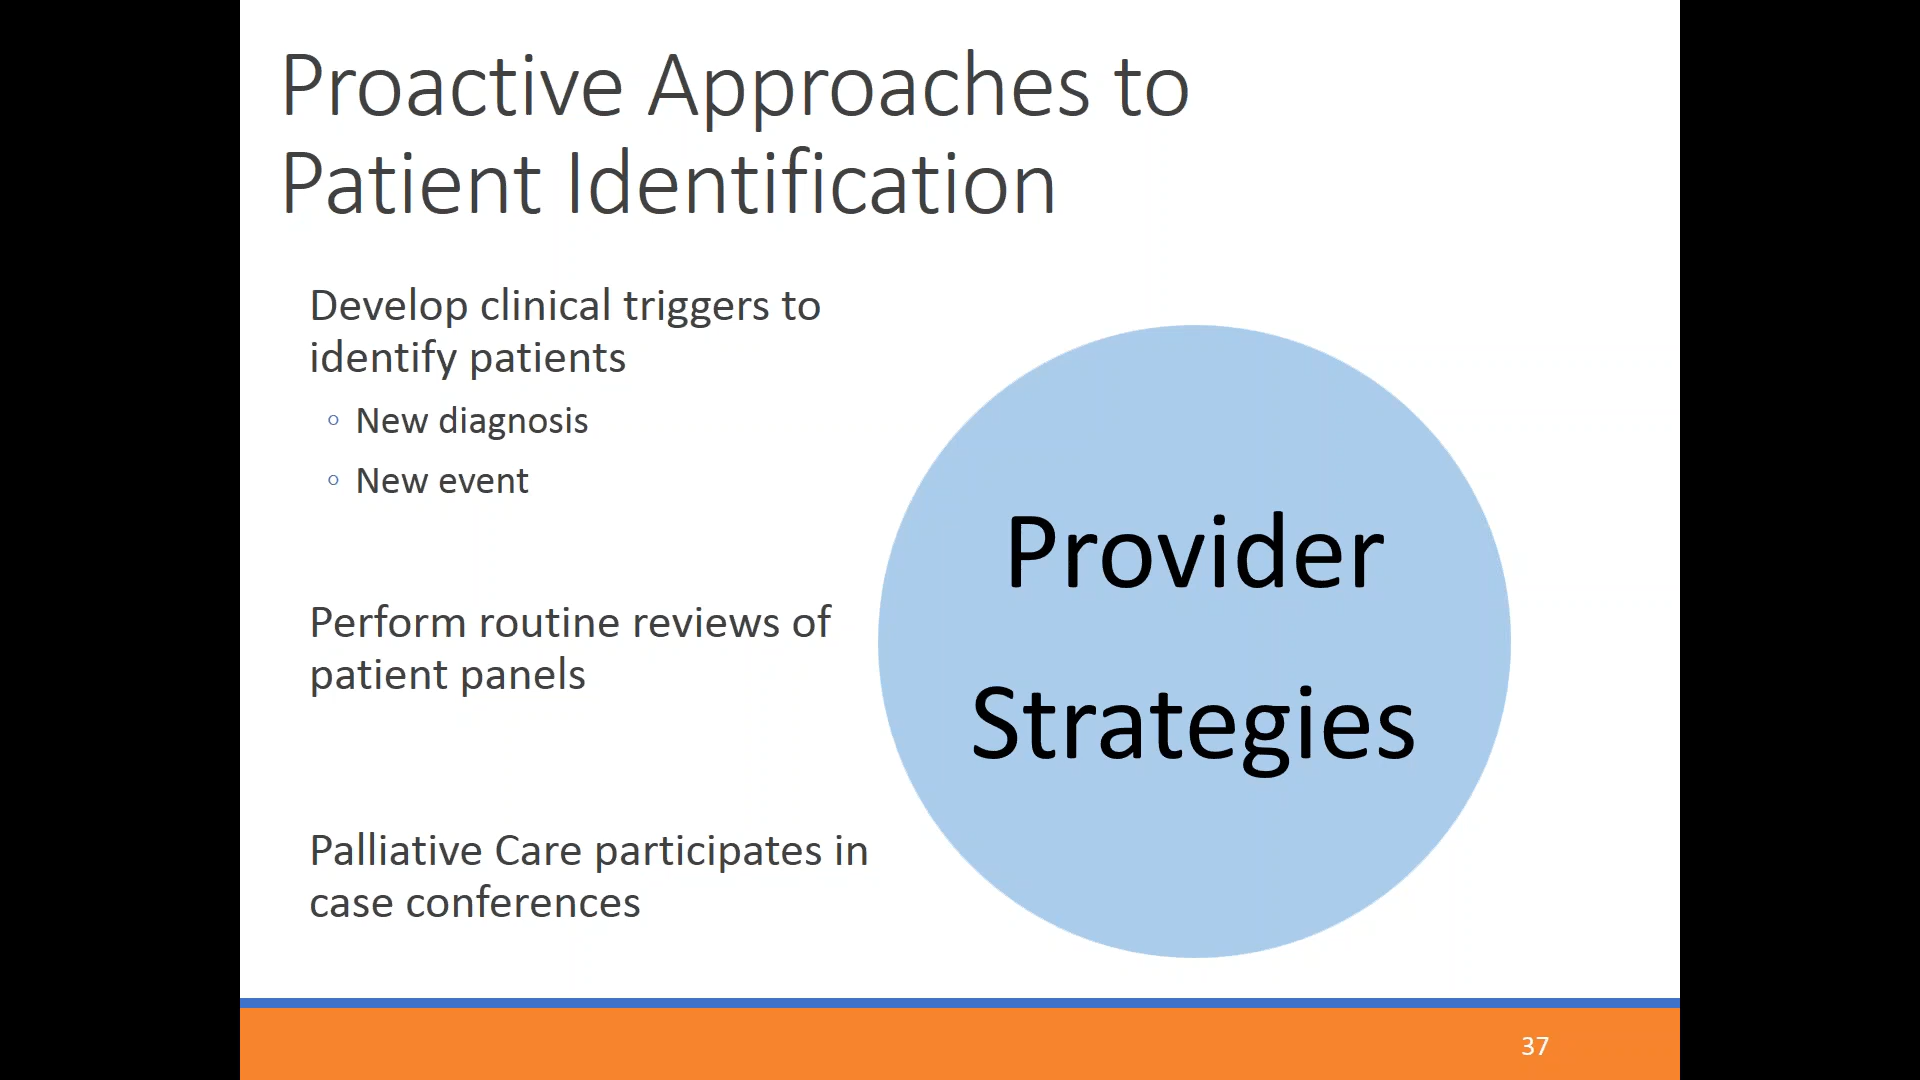 Proactive Approaches to
Patient Identification
Develop clinical triggers to
identify patients
◦ New diagnosis
◦ New event
Perform routine reviews of
patient panels
Palliative Care participates in
case conferences
Provider
Strategies
37